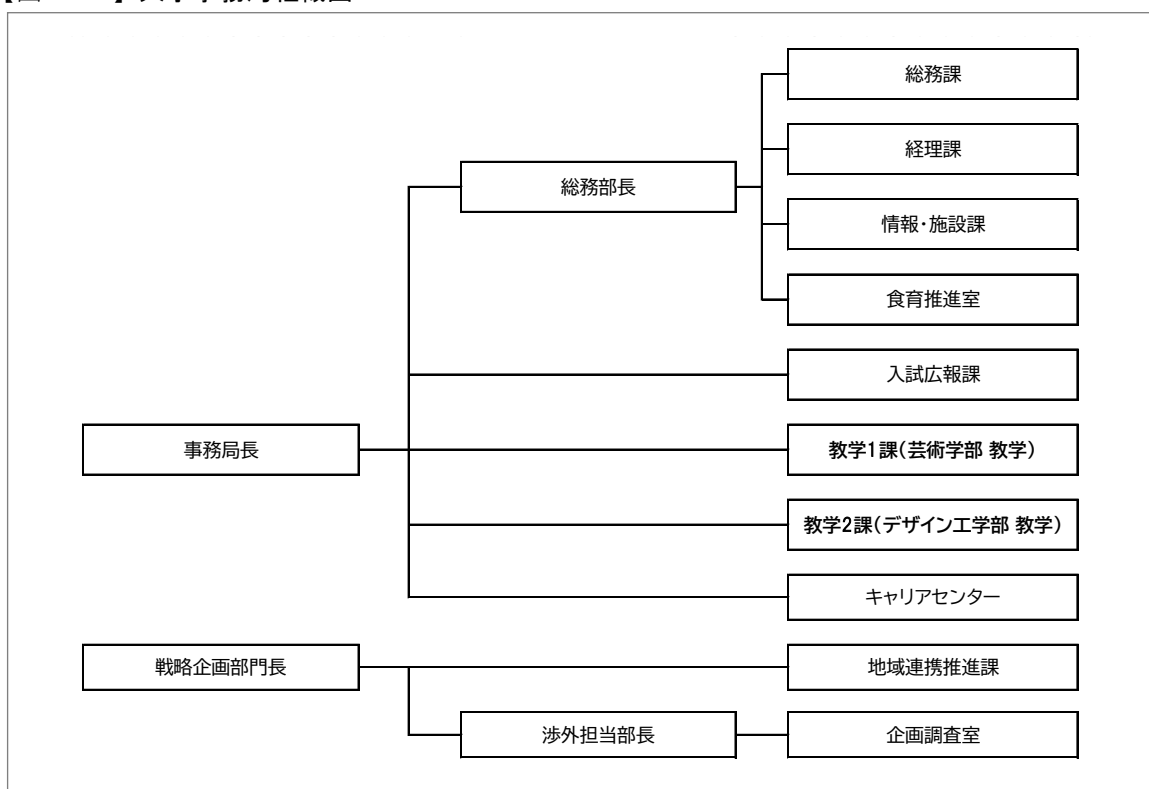 総務課
経理課
総務部長
情報・施設課
食育推進室
入試広報課
事務局長
教学1課(芸術学部 教学)
教学2課(デザイン工学部 教学)
キャリアセンター
戦略企画部門長
地域連携推進課
渉外担当部長
企画調査室